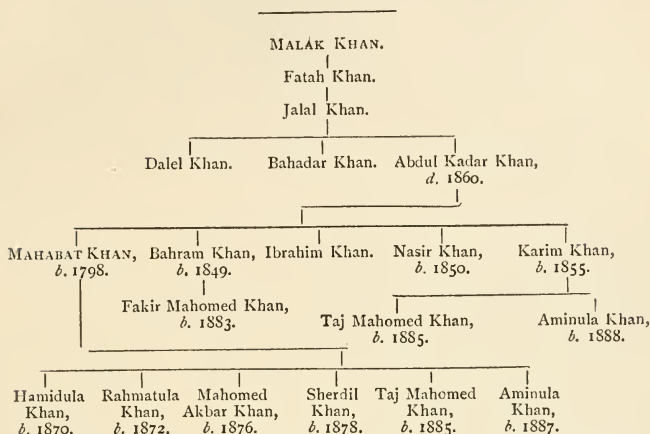 MALAK KHAN.
Fatah Khan.
Jalal Khan.
Dalel Khan. Bahadar Khan. Abdul Kadar Khan,
d. 1860.
MAHABAT KHAN, Bahram Khan, Ibrahim Khan. Nasir Khan, Karim Khan,
b. 1798. b. 1849. b. 1850. b. 1855.
Fakir Mahomed Khan,
b. 1883.
Taj Mahomed Khan, Aminula Khan,
b. 1885. b. 1888.
Hamidula Rahmatula Mahomed Sherdil Taj Mahomed Aminula
Khan, Khan, Akbar Khan, Khan, Khan, Khan,
b. 1870. b. 1872. b. 1876. b. 1878. b. 1885. b. 1887.